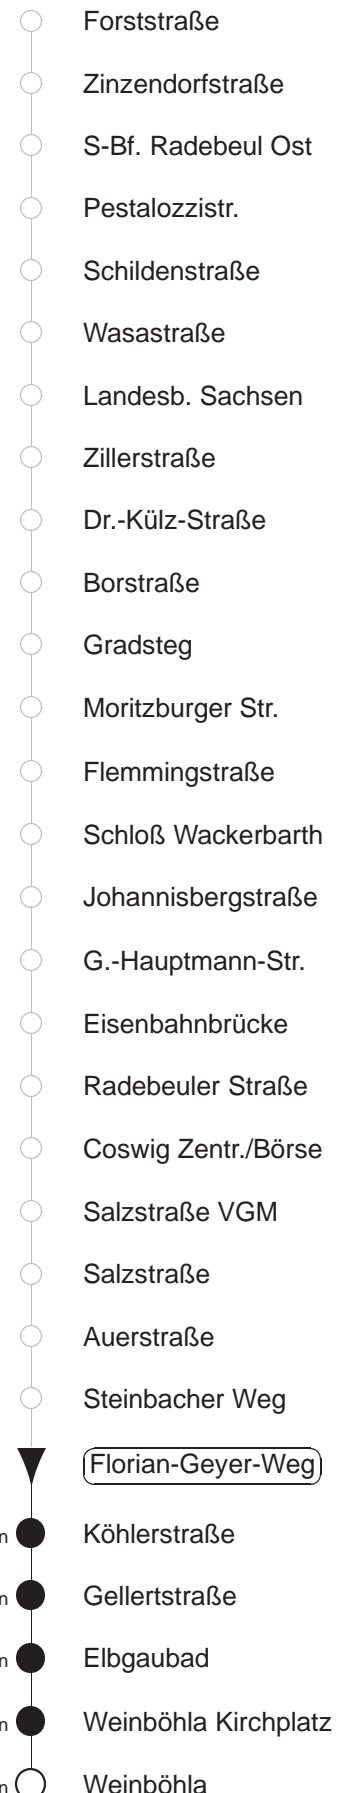 Forststraße
Zinzendorfstraße
S-Bf. Radebeul Ost
Pestalozzistr.
Schildenstraße
Wasastraße
Landesb. Sachsen
Zillerstraße
Dr.-Külz-Straße
Borstraße
Gradsteg
Moritzburger Str.
Flemmingstraße
Schloß Wackerbarth
Johannisbergstraße
G.-Hauptmann-Str.
Eisenbahnbrücke
Radebeuler Straße
Coswig Zentr./Börse
Salzstraße VGM
Salzstraße
Auerstraße
Steinbacher Weg
Florian-Geyer-Weg
Köhlerstraße
Gellertstraße
Elbgaubad
Weinböhla Kirchplatz
Weinböhla